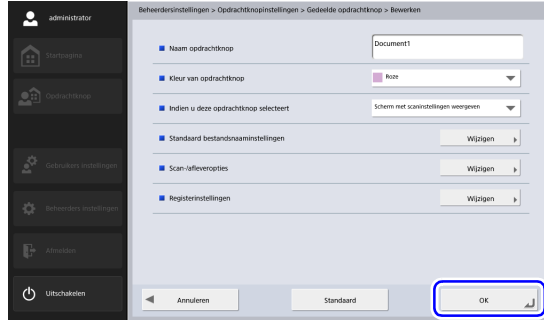 administrator
Startpagina
Opdrachtknop
Gebruikers instellingen
Beheerders instellingen
Afmelden
Uitschakelen
Beheerdersinstellingen > Opdrachtknopinstellingen > Gedeelde opdrachtknop > Bewerken
Naam opdrachtknop Document1
Kleur van opdrachtknop Roze
Indien u deze opdrachtknop selecteert Scherm met scaninstellingen weergeven
Standaard bestandsnaaminstellingen Wijzigen
Scan-/afleveropties Wijzigen
Registerinstellingen Wijzigen
Annuleren Standaard OK